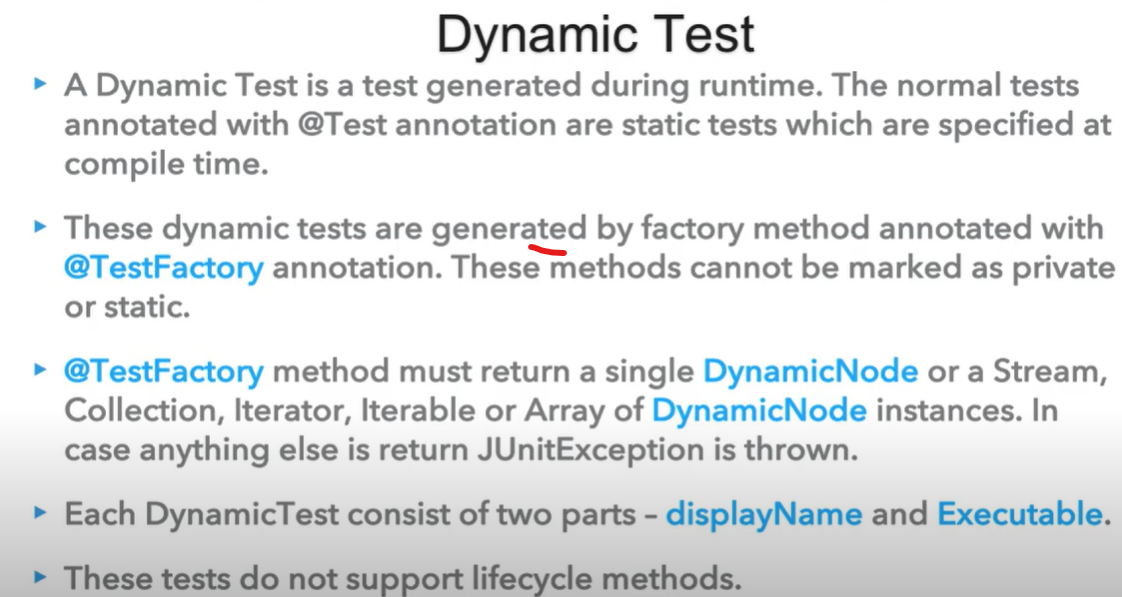 Dynamic Test
A Dynamic Test is a test generated during runtime. The normal tests
annotated with @Test annotation are static tests which are specified at
compile time.
These dynamic tests are generated by factory method annotated with
@TestFactory annotation. These methods cannot be marked as private
or static.
@TestFactory method must return a single DynamicNode or a Stream,
Collection, Iterator, Iterable or Array of DynamicNode instances. In
case anything else is return JUnitException is thrown.
Each DynamicTest consist of two parts – displayName and Executable.
These tests do not support lifecycle methods.